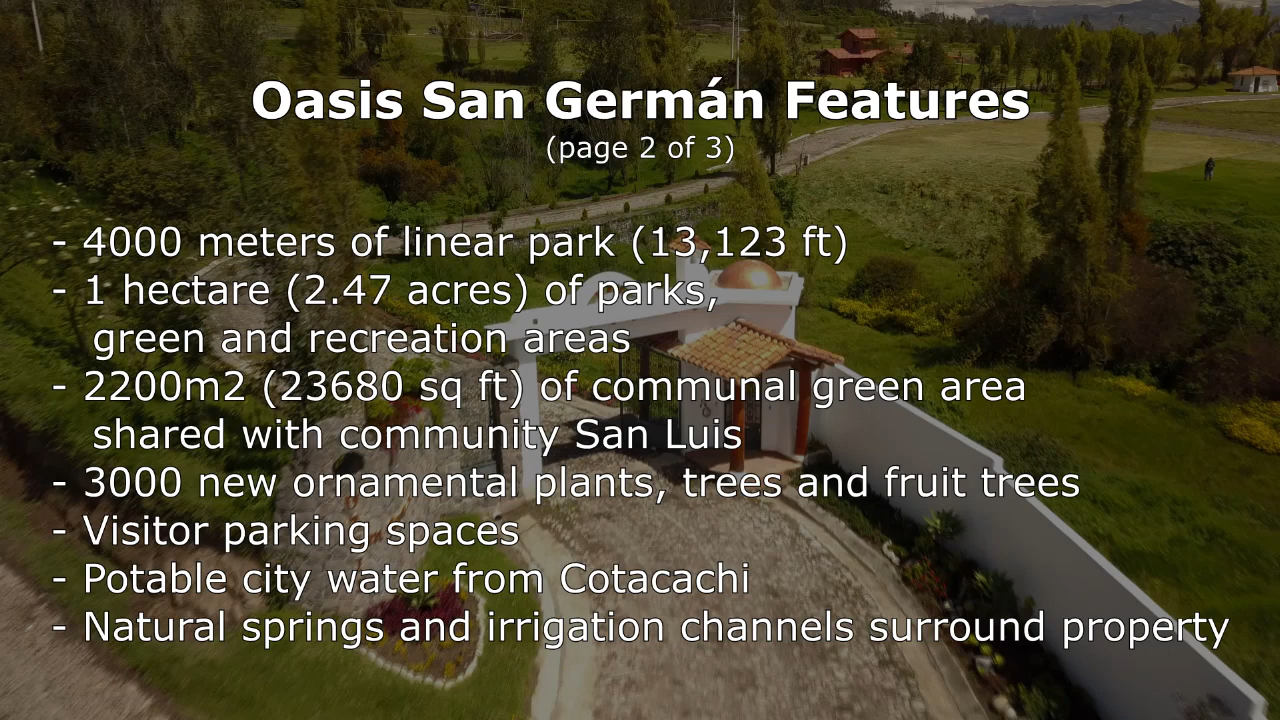 Oasis San Germán Features
(page 2 of 3)
- 4000 meters of linear park (13,123 ft)
- 1 hectare (2.47 acres) of parks,
green and recreation areas
- 2200m2 (23680 sq ft) of communal green area
shared with community San Luis
- 3000 new ornamental plants, trees and fruit trees
- Visitor parking spaces
- Potable city water from Cotacachi
- Natural springs and irrigation channels surround property